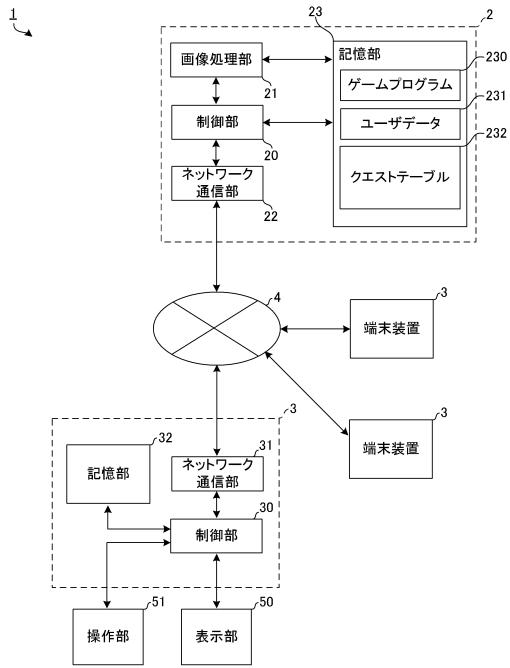 1
2
23
記憶部
230
ゲームプログラム
231
ユーザデータ
232
クエストテーブル
画像処理部
21
制御部
20
ネットワーク
通信部
22
4
3
端末装置
3
端末装置
3
32
記憶部
31
ネットワーク
通信部
30
制御部
51
操作部
50
表示部